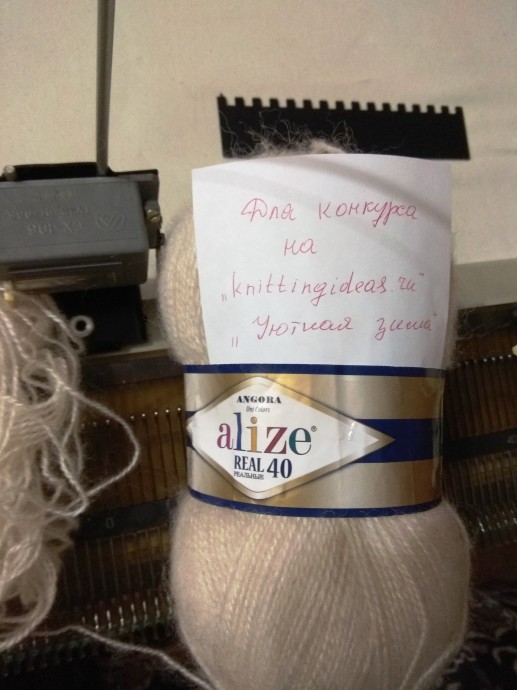 Для конкурса
на
„knittingideas.ru"
„Уютная зима"
ANGORA
alize®
REAL 40
РЕАЛЬНЫЕ